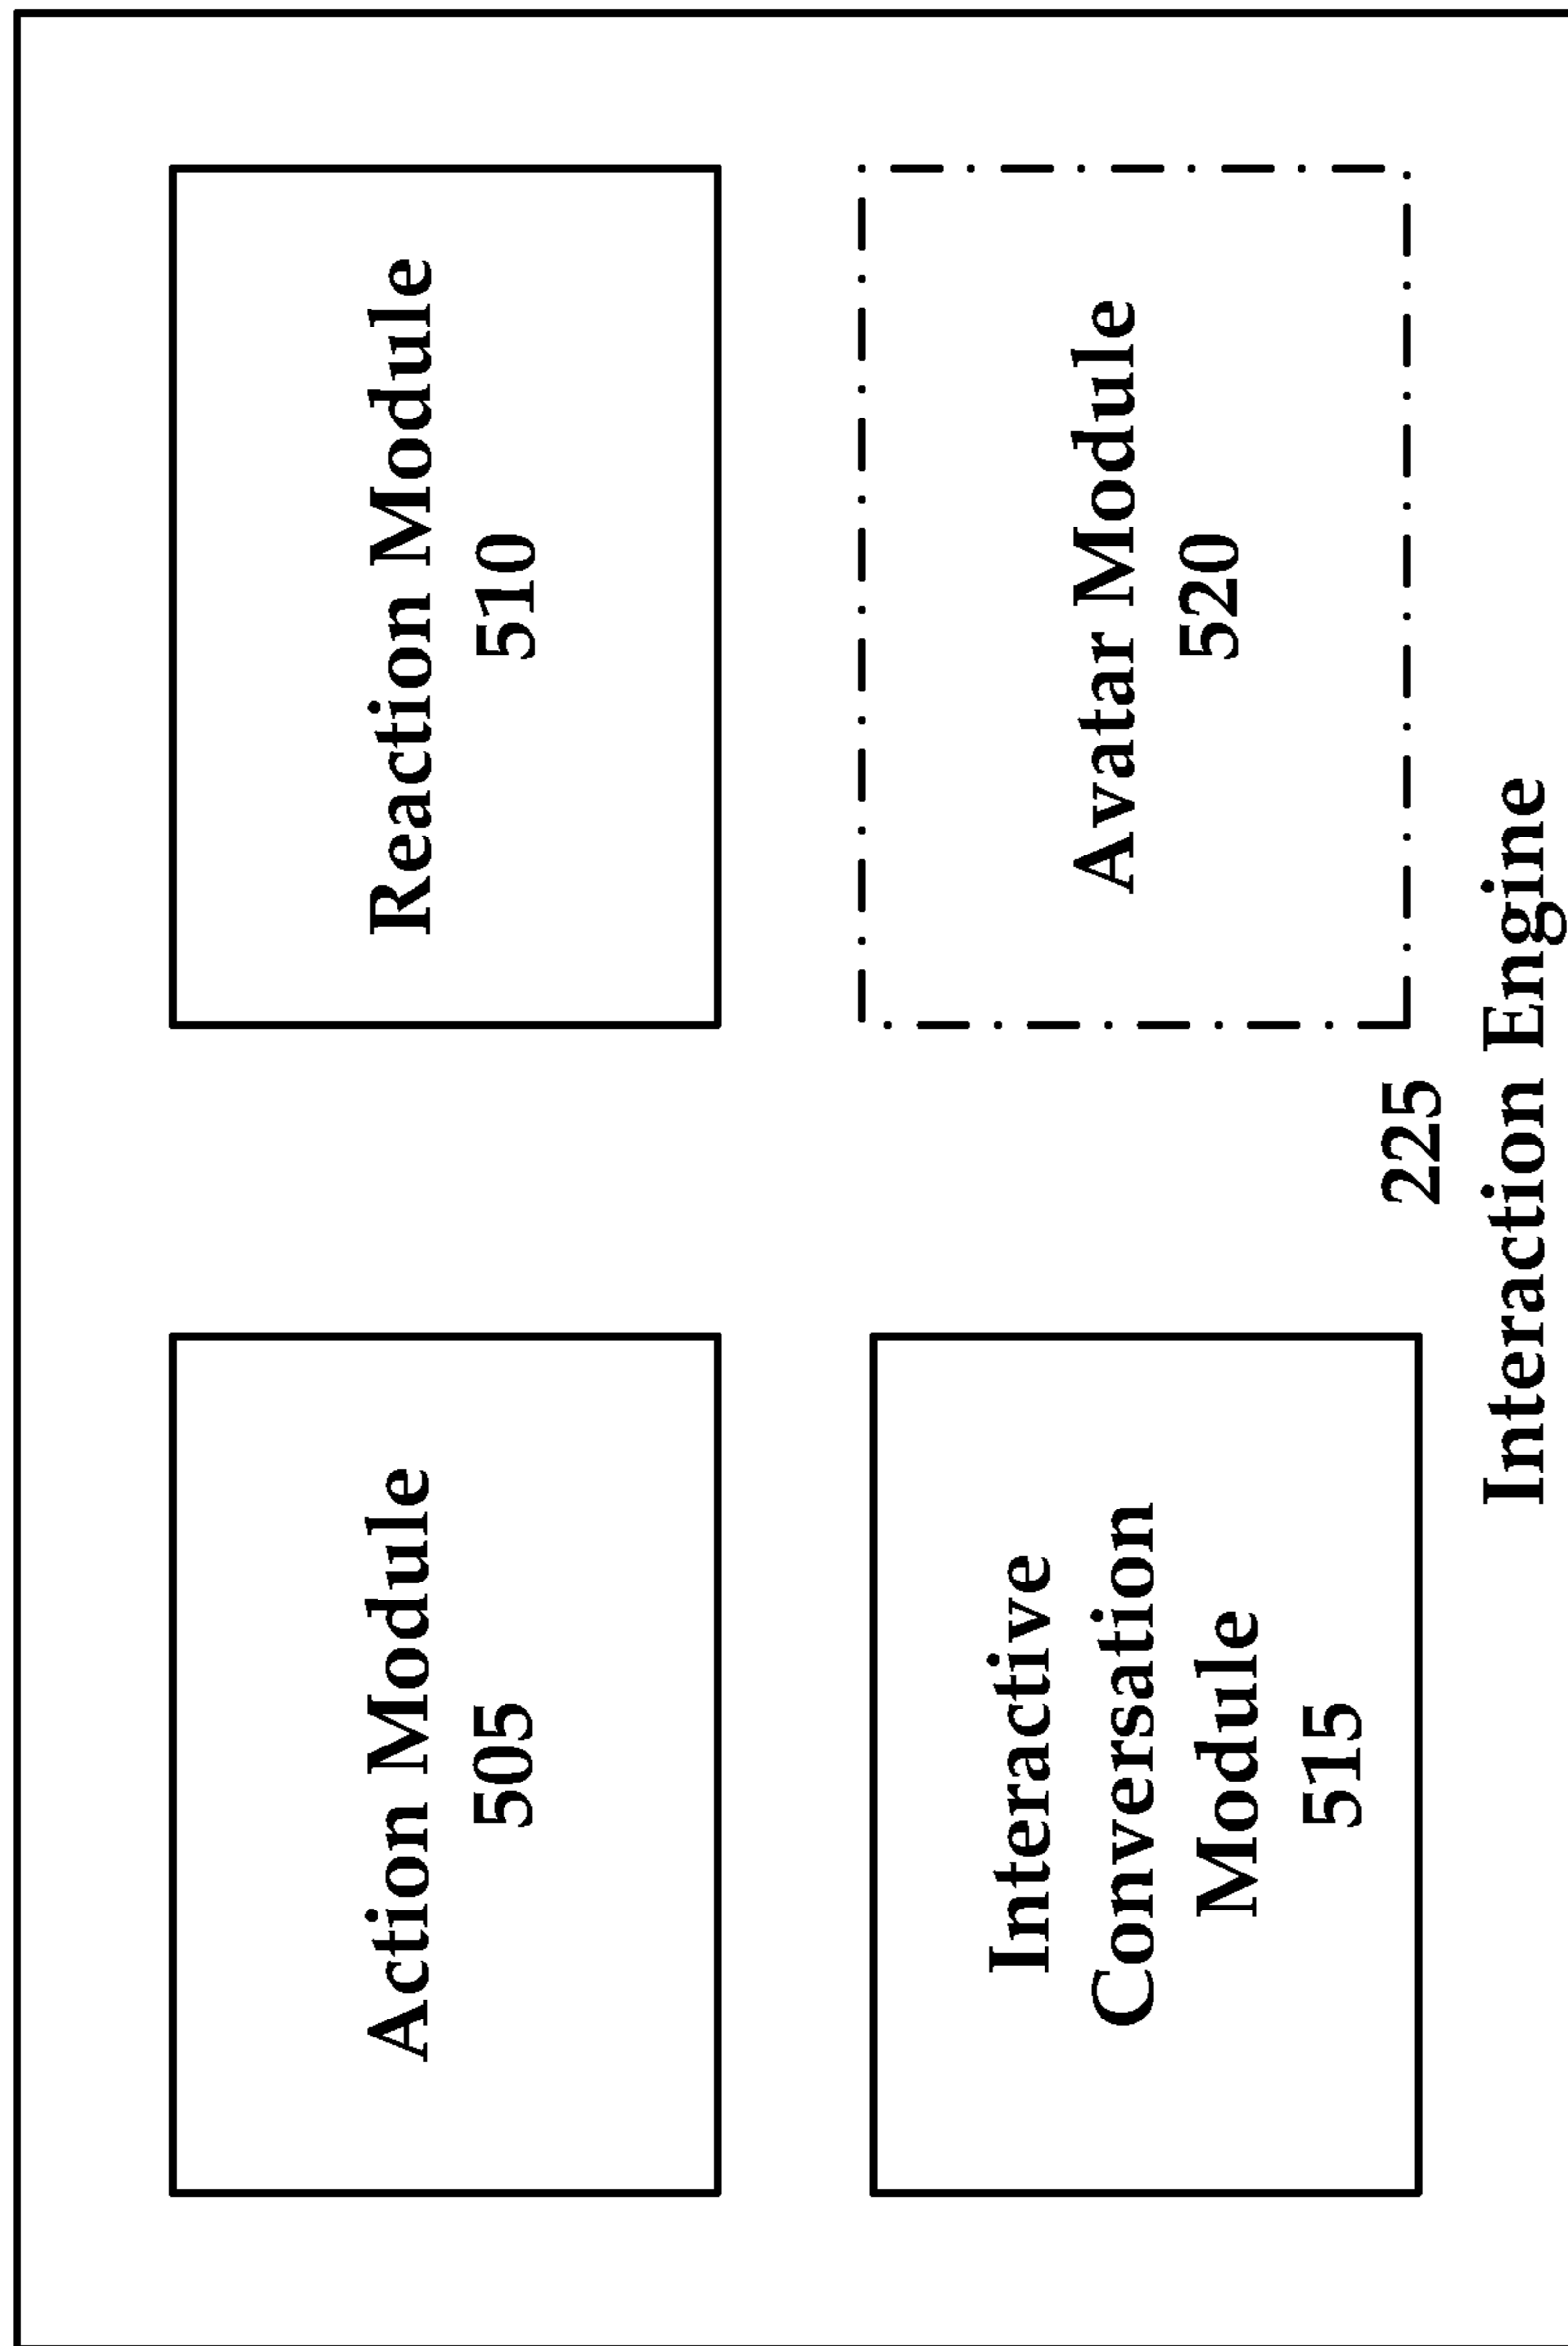 Action Module
505
Reaction Module
510
Interactive
Conversation
Module
515
Avatar Module
520
225
Interaction Engine